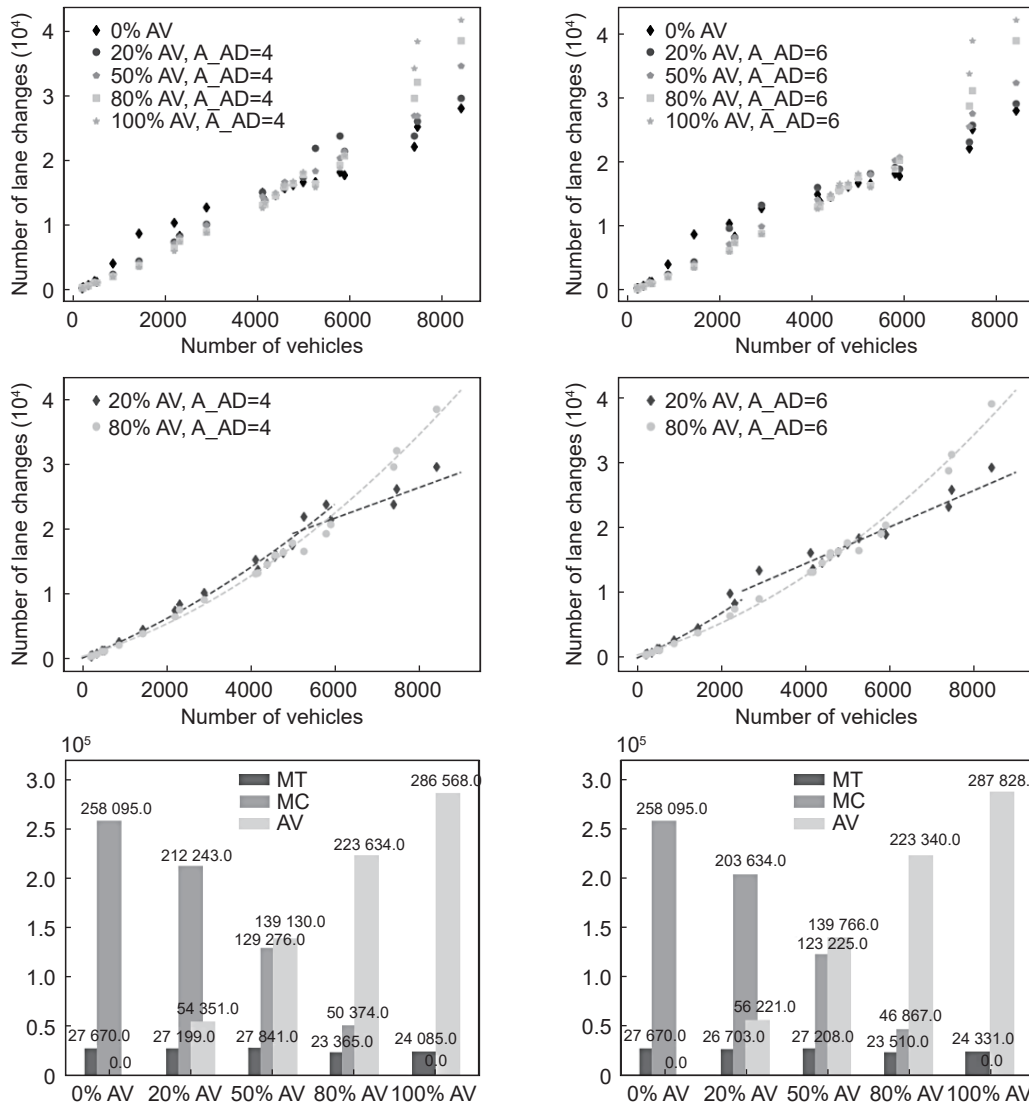 Number of lane changes (10⁴)
4
3
2
1
0
0% AV
20% AV, A_AD=4
50% AV, A_AD=4
80% AV, A_AD=4
100% AV, A_AD=4
0 2000 4000 6000 8000
Number of vehicles
Number of lane changes (10⁴)
4
3
2
1
0
0% AV
20% AV, A_AD=6
50% AV, A_AD=6
80% AV, A_AD=6
100% AV, A_AD=6
0 2000 4000 6000 8000
Number of vehicles
Number of lane changes (10⁴)
4
3
2
1
0
20% AV, A_AD=4
80% AV, A_AD=4
0 2000 4000 6000 8000
Number of vehicles
Number of lane changes (10⁴)
4
3
2
1
0
20% AV, A_AD=6
80% AV, A_AD=6
0 2000 4000 6000 8000
Number of vehicles
10⁵
3.0
2.5
2.0
1.5
1.0
0.5
0
MT
MC
AV
258 095.0
27 670.0
0.0
212 243.0
27 199.0
54 351.0
129 276.0
139 130.0
27 841.0
223 634.0
50 374.0
23 365.0
286 568.0
24 085.0
0.0
0% AV 20% AV 50% AV 80% AV 100% AV
10⁵
3.0
2.5
2.0
1.5
1.0
0.5
0
MT
MC
AV
258 095.0
27 670.0
0.0
203 634.0
26 703.0
56 221.0
139 766.0
123 225.0
27 208.0
223 340.0
46 867.0
23 510.0
287 828.0
24 331.0
0.0
0% AV 20% AV 50% AV 80% AV 100% AV